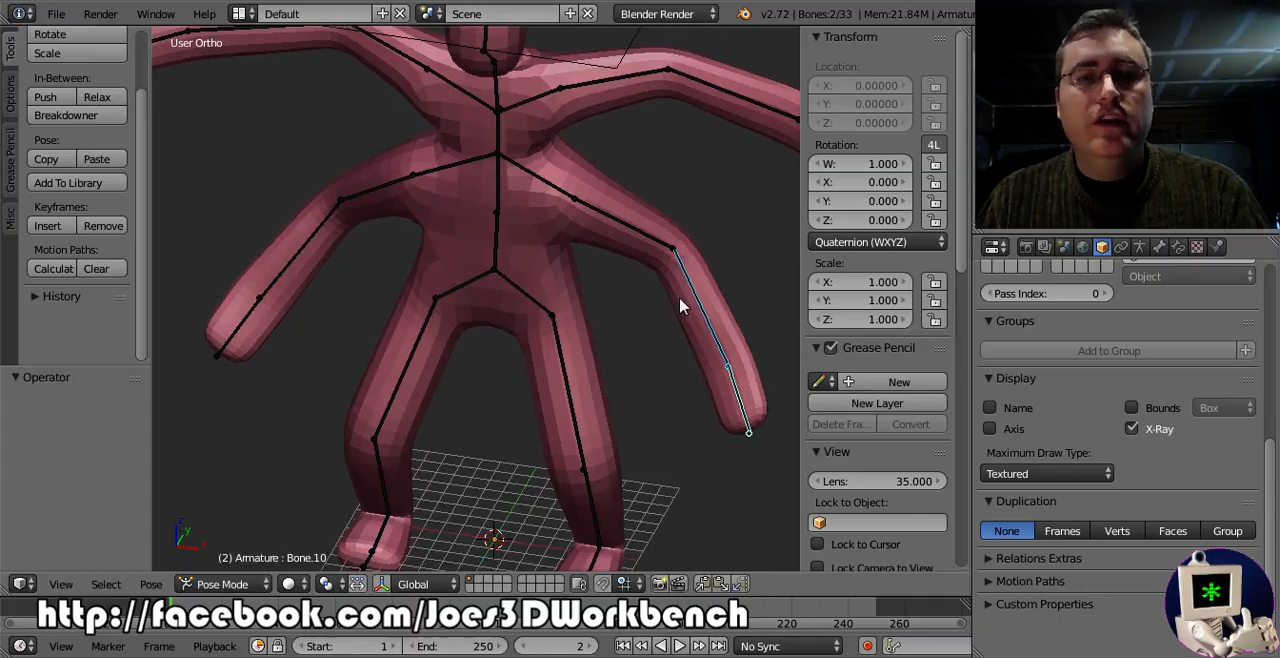 File Render Window Help Default Scene Blender Render v2.72 | Bones:2/33 | Mem:21.84M | Armatur
User Ortho
Tools
Options
Grease Pencil
Misc
Rotate
Scale
In-Between:
Push Relax
Breakdowner
Pose:
Copy Paste
Add To Library
Keyframes:
Insert Remove
Motion Paths:
Calculat Clear
History
Operator
(2) Armature : Bone.10
Transform
Location:
X: 0.00000
Y: 0.00000
Z: 0.00000
Rotation: 4L
W: 1.000
X: 0.000
Y: 0.000
Z: 0.000
Quaternion (WXYZ)
Scale:
X: 1.000
Y: 1.000
Z: 1.000
Grease Pencil
New
New Layer
Delete Fra... Convert
View
Lens: 35.000
Lock to Object:
Lock to Cursor
Lock Camera to View
Object
Pass Index: 0
Groups
Add to Group
Display
Name Bounds Box
Axis X-Ray
Maximum Draw Type:
Textured
Duplication
None Frames Verts Faces Group
Relations Extras
Motion Paths
Custom Properties
View Select Pose Pose Mode Global
http://facebook.com/Joes3DWorkbench
220 240 260
View Marker Frame Playback Start: 1 End: 250 2 No Sync